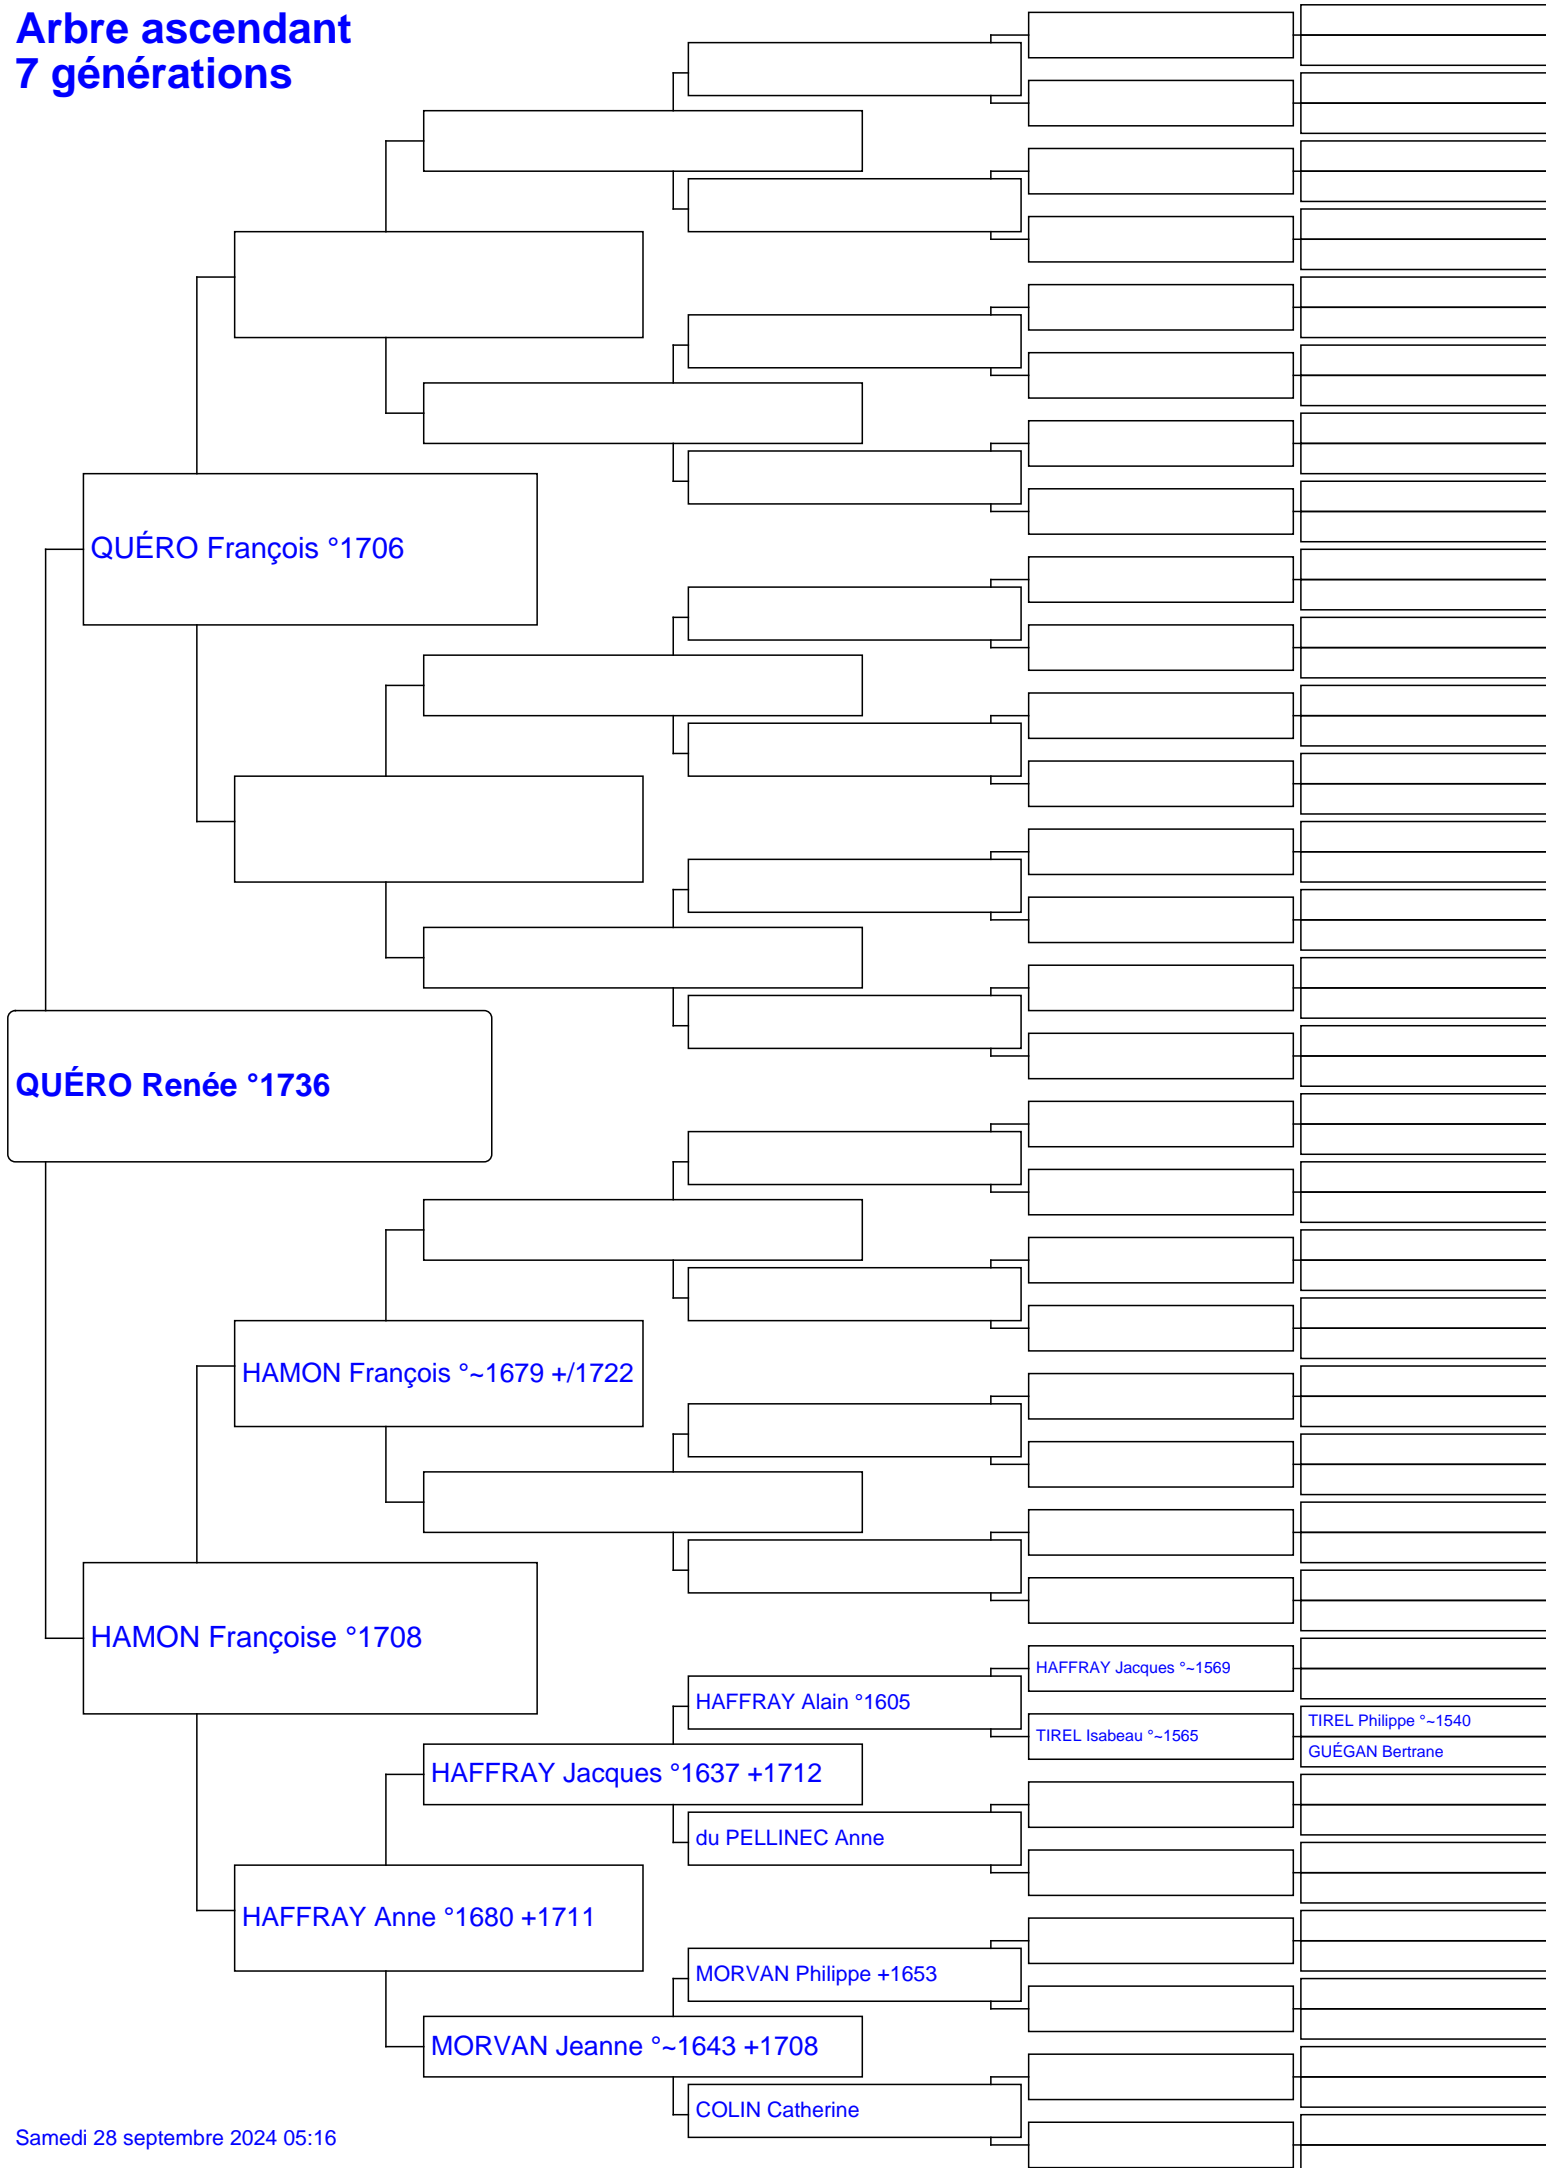 Arbre ascendant
7 générations
QUÉRO François °1706
QUÉRO Renée °1736
HAMON François °~1679 +/1722
HAMON Françoise °1708
HAFFRAY Jacques °~1569
HAFFRAY Alain °1605
TIREL Philippe °~1540
TIREL Isabeau °~1565
GUÉGAN Bertrane
HAFFRAY Jacques °1637 +1712
du PELLINEC Anne
HAFFRAY Anne °1680 +1711
MORVAN Philippe +1653
MORVAN Jeanne °~1643 +1708
COLIN Catherine
Samedi 28 septembre 2024 05:16